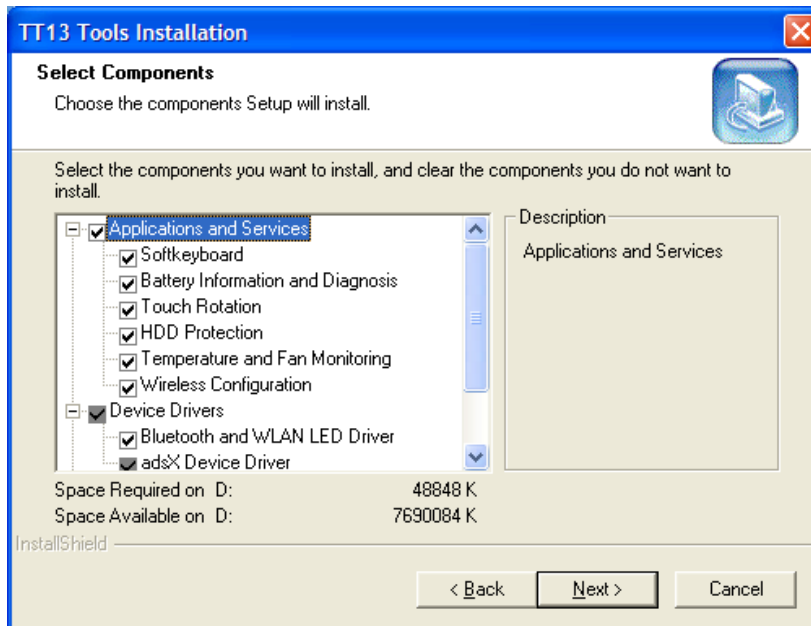 TT13 Tools Installation
Select Components
Choose the components Setup will install.
Select the components you want to install, and clear the components you do not want to
install.
Applications and Services
Softkeyboard
Battery Information and Diagnosis
Touch Rotation
HDD Protection
Temperature and Fan Monitoring
Wireless Configuration
Device Drivers
Bluetooth and WLAN LED Driver
adsX Device Driver
Description
Applications and Services
Space Required on D: 48848 K
Space Available on D: 7690084 K
InstallShield
< Back Next > Cancel